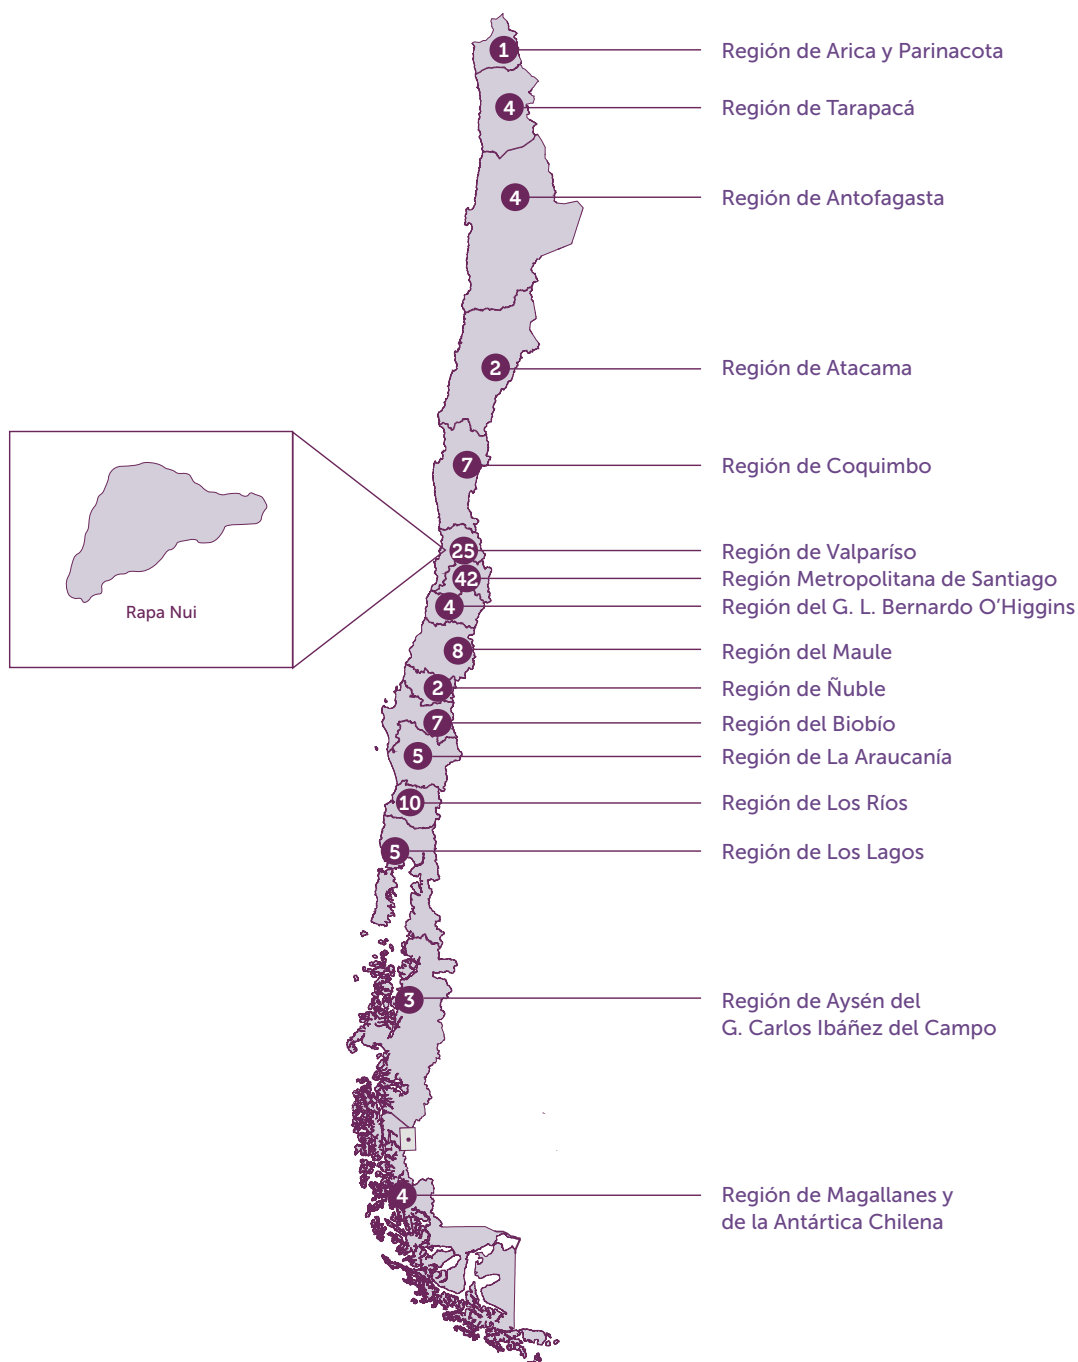 1 Región de Arica y Parinacota
4 Región de Tarapacá
4 Región de Antofagasta
2 Región de Atacama
7 Región de Coquimbo
25 Región de Valparíso
42 Región Metropolitana de Santiago
4 Región del G. L. Bernardo O’Higgins
Rapa Nui
8 Región del Maule
2 Región de Ñuble
7 Región del Biobío
5 Región de La Araucanía
10 Región de Los Ríos
5 Región de Los Lagos
3 Región de Aysén del
G. Carlos Ibáñez del Campo
4 Región de Magallanes y
de la Antártica Chilena